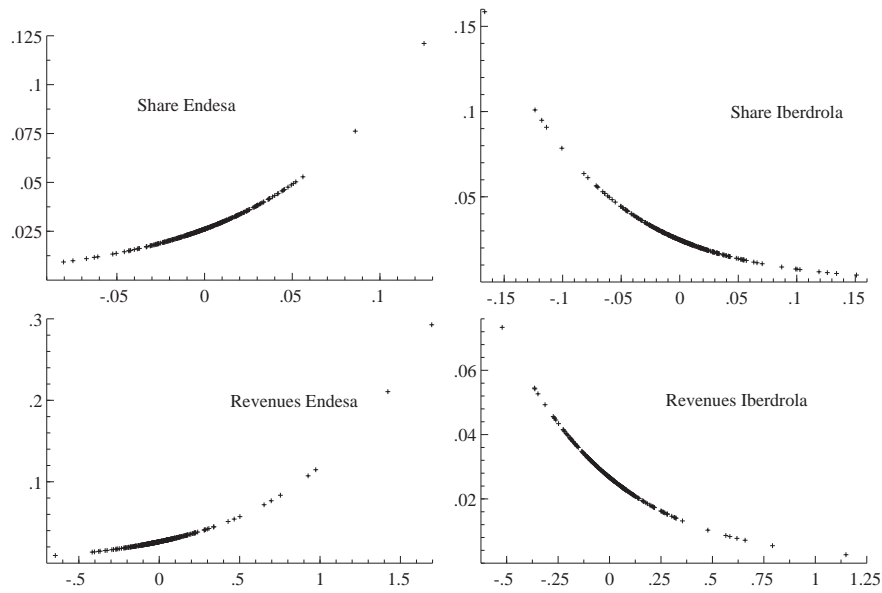 .125
.1
Share Endesa
.075
.05
.025
-.05 0 .05 .1
.15
.1
Share Iberdrola
.05
-.15 -.1 -.05 0 .05 .1 .15
.3
.2
Revenues Endesa
.1
-.5 0 .5 1 1.5
.06
Revenues Iberdrola
.04
.02
-.5 -.25 0 .25 .5 .75 1 1.25